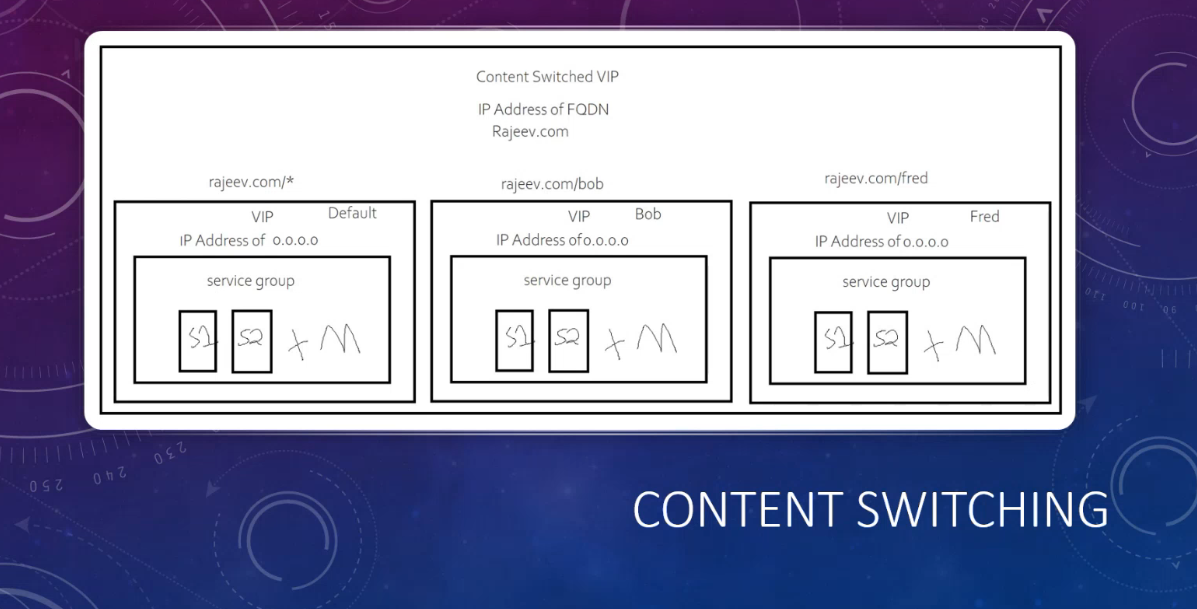 Content Switched VIP
IP Address of FQDN
Rajeev.com
rajeev.com/*
VIP Default
IP Address of 0.0.0.0
service group
S1 S2 + M
rajeev.com/bob
VIP Bob
IP Address of 0.0.0.0
service group
S1 S2 + M
rajeev.com/fred
VIP Fred
IP Address of 0.0.0.0
service group
S1 S2 + M
CONTENT SWITCHING
250
240
230